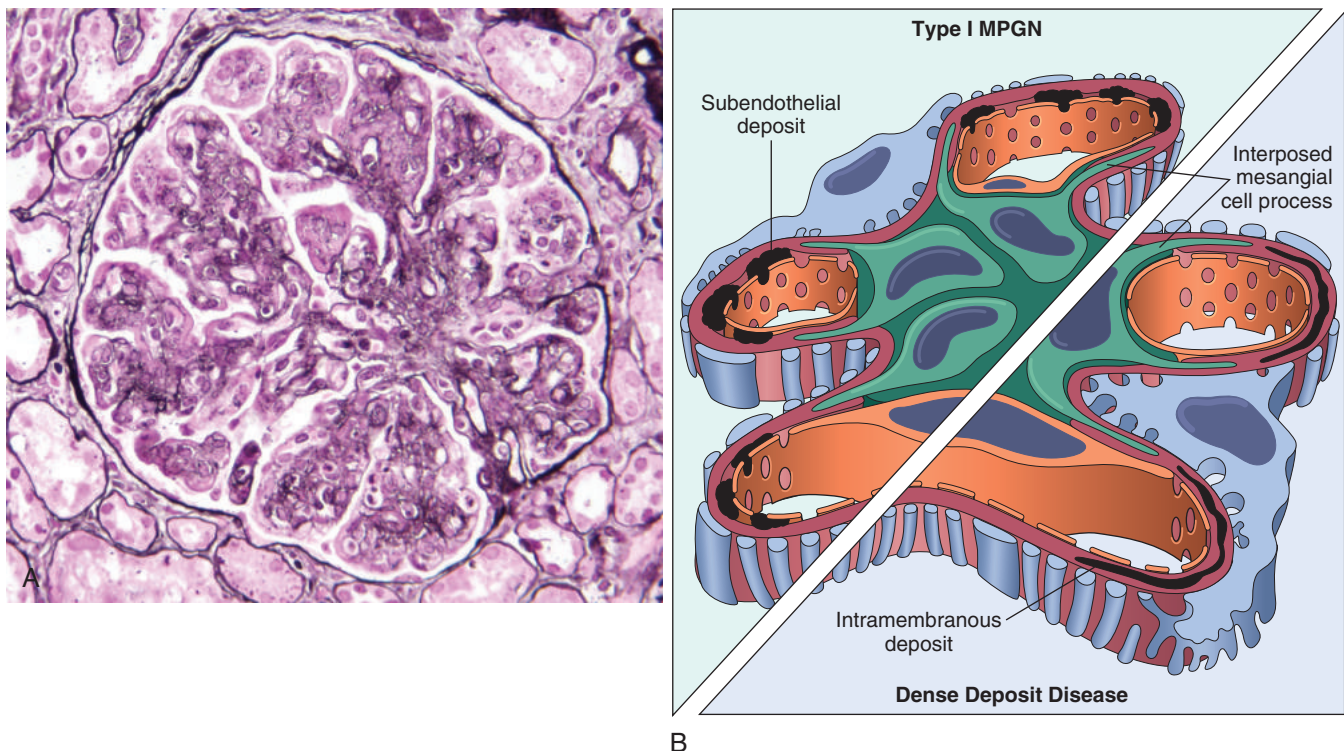 A
Type I MPGN
Subendothelial
deposit
Interposed
mesangial
cell process
Intramembranous
deposit
Dense Deposit Disease
B